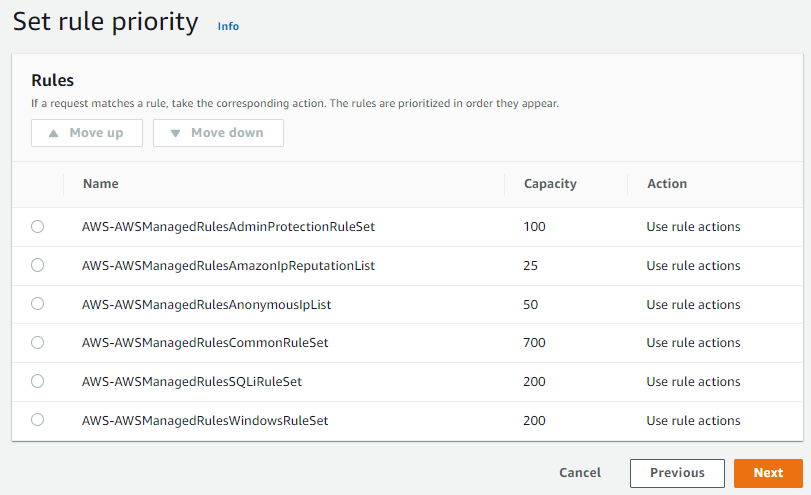 Set rule priority Info
Rules
If a request matches a rule, take the corresponding action. The rules are prioritized in order they appear.
Move up Move down
Name Capacity Action
AWS-AWSManagedRulesAdminProtectionRuleSet 100 Use rule actions
AWS-AWSManagedRulesAmazonIpReputationList 25 Use rule actions
AWS-AWSManagedRulesAnonymousIpList 50 Use rule actions
AWS-AWSManagedRulesCommonRuleSet 700 Use rule actions
AWS-AWSManagedRulesSQLiRuleSet 200 Use rule actions
AWS-AWSManagedRulesWindowsRuleSet 200 Use rule actions
Cancel Previous Next